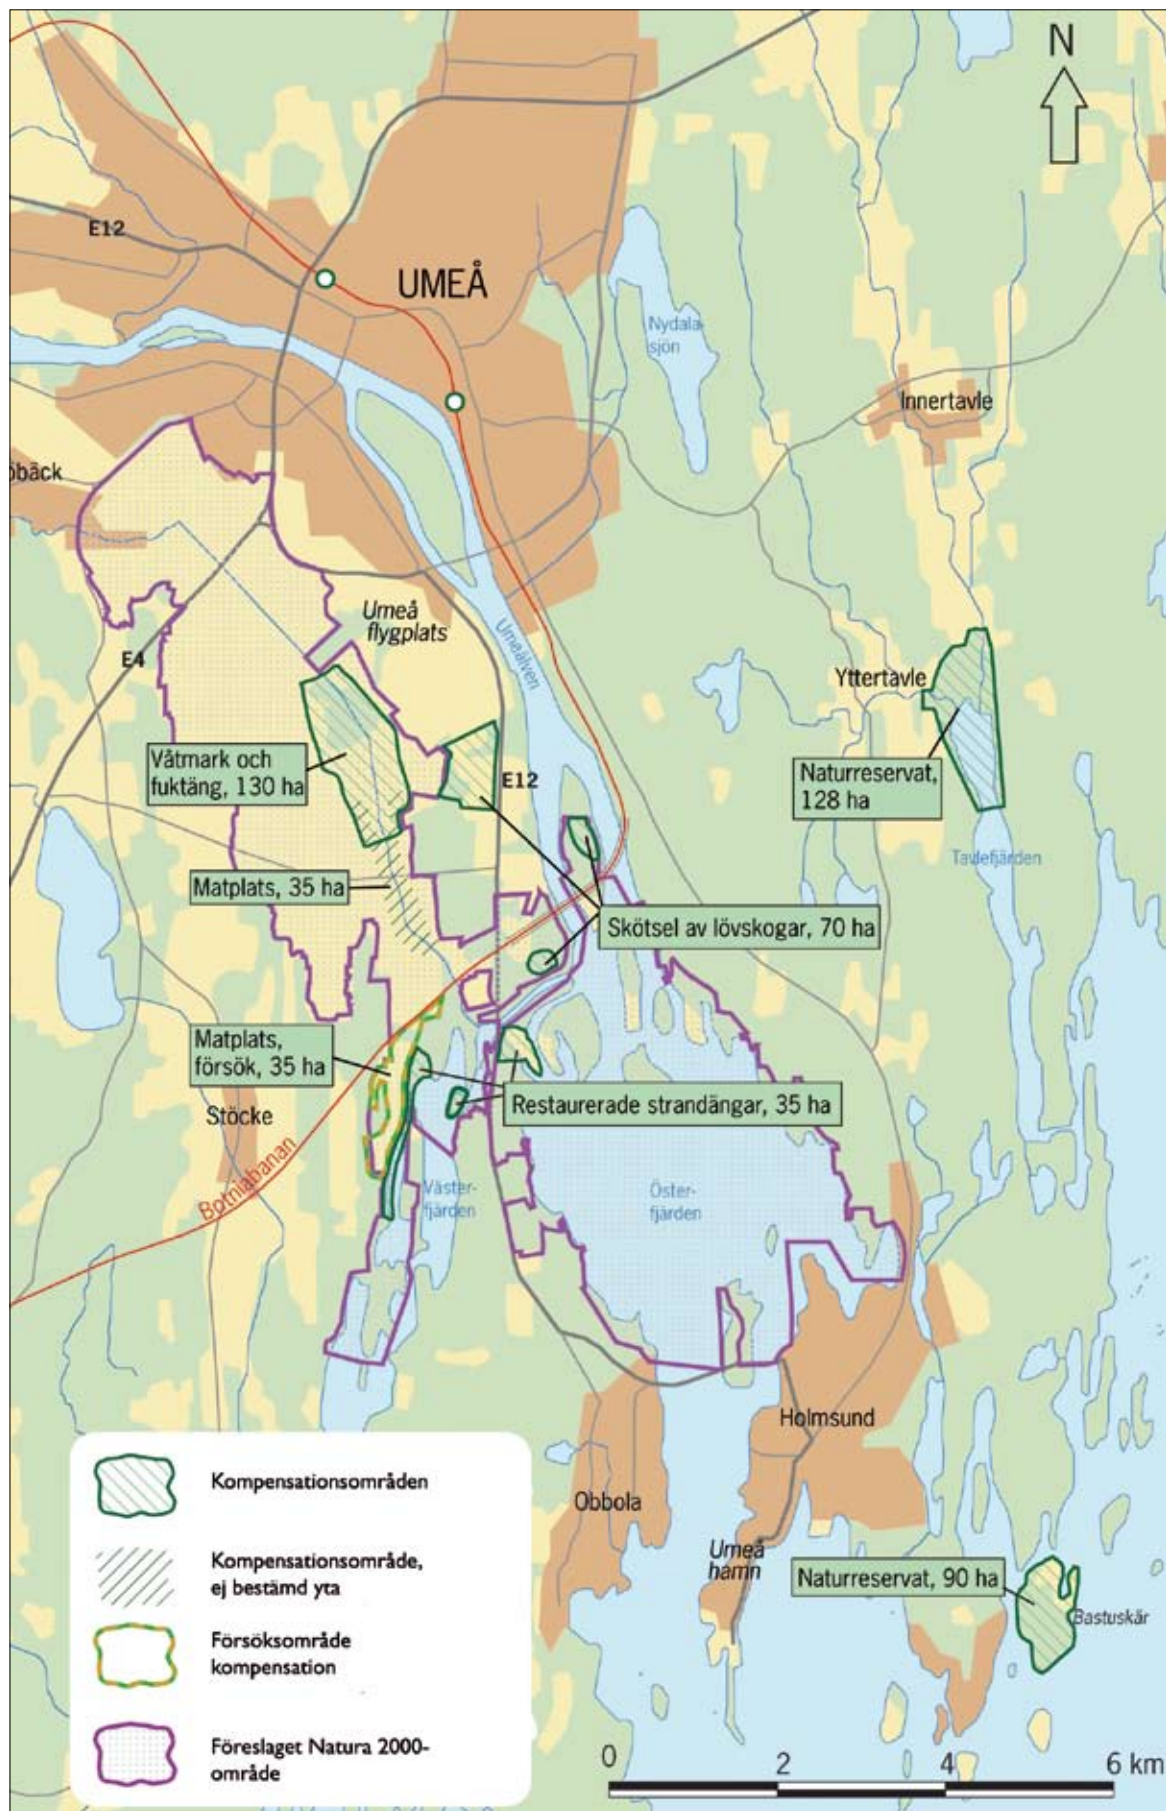 N
E12
UMEÅ
Nydala-
sjön
Innertavle
öbäck
Umeå
flygplats
Umeälven
E4
Yttertavle
Våtmark och
fuktäng, 130 ha
E12
Naturreservat,
128 ha
Tavlefjärden
Matplats, 35 ha
Skötsel av lövskogar, 70 ha
Matplats,
försök, 35 ha
Stöcke
Restaurerade strandängar, 35 ha
Botniabanan
Väster-
fjärden
Öster-
fjärden
Holmsund
Obbola
Umeå
hamn
Naturreservat, 90 ha
Bastuskär
Kompensationsområden
Kompensationsområde,
ej bestämd yta
Försöksområde
kompensation
Föreslaget Natura 2000-
område
0 2 4 6 km